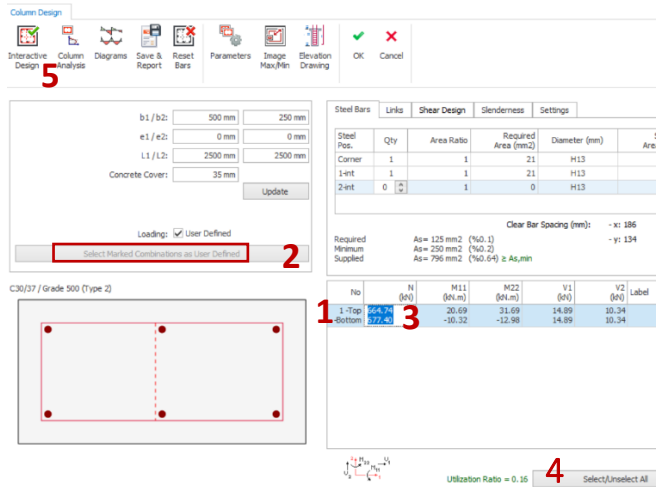 Column Design
Interactive Design
Column Analysis
Diagrams
Save & Report
Reset Bars
Parameters
Image Max/Min
Elevation Drawing
OK
Cancel
5
b1/b2: 500 mm 250 mm
e1/e2: 0 mm 0 mm
L1/L2: 2500 mm 2500 mm
Concrete Cover: 35 mm
Update
Loading: User Defined
Select Marked Combinations as User Defined
2
Steel Bars Links Shear Design Slenderness Settings
Steel Pos. Qty Area Ratio Required Area (mm2) Diameter (mm)
Corner 1 1 21 H13
1-int 1 1 21 H13
2-int 0 1 0 H13
Clear Bar Spacing (mm): - x: 186
- y: 134
Required As= 125 mm2 (%0.1)
Minimum As= 250 mm2 (%0.2)
Supplied As= 796 mm2 (%0.64) ≥ As,min
C30/37 / Grade 500 (Type 2)
No N (kN) M11 (kN.m) M22 (kN.m) V1 (kN) V2 (kN) Label
1 -Top 664.74 20.69 31.69 14.89 10.34
-Bottom 677.40 -10.32 -12.98 14.89 10.34
1
3
Utilization Ratio = 0.16
4
Select/Unselect All